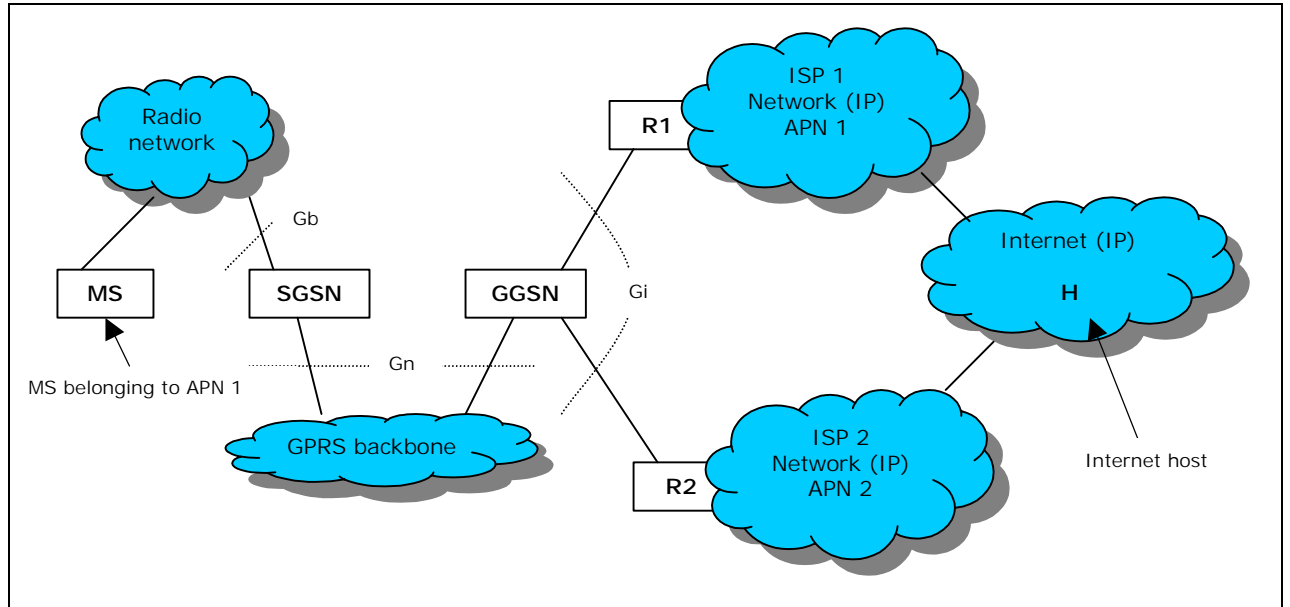 ISP 1
Network (IP)
APN 1
Radio
network
R1
Gb
Internet (IP)
MS
SGSN
GGSN
Gi
H
MS belonging to APN 1
Gn
GPRS backbone
ISP 2
Network (IP)
APN 2
R2
Internet host